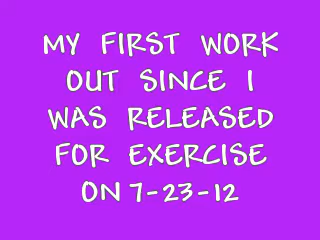 MY FIRST WORK
OUT SINCE I
WAS RELEASED
FOR EXERCISE
ON 7-23-12